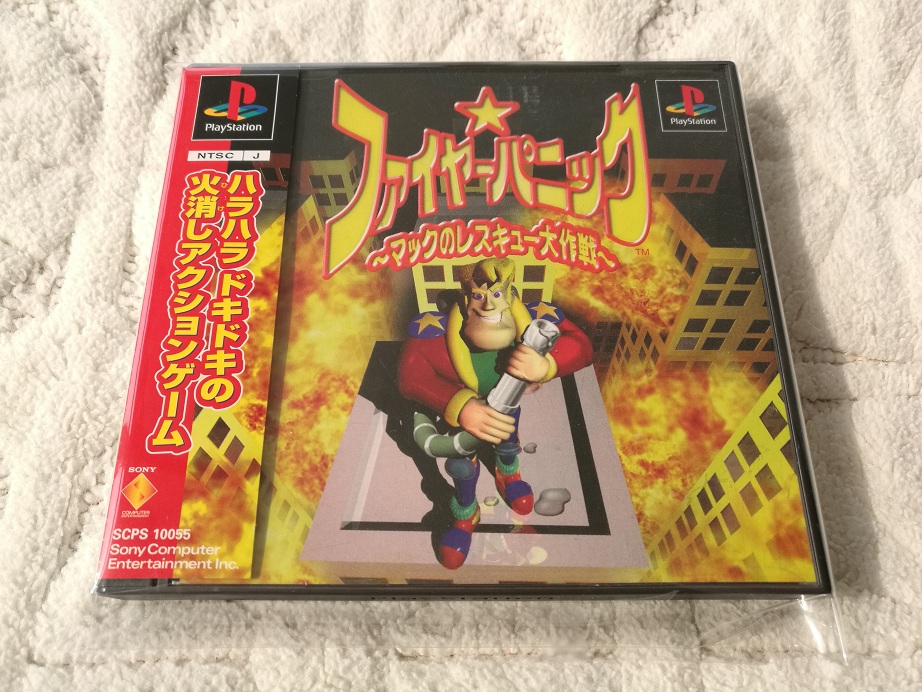 PlayStation
NTSC J
ハラハラ ドキドキの
火消しアクションゲーム
ひ け
SONY
COMPUTER
ENTERTAINMENT
SCPS 10055
Sony Computer
Entertainment Inc.
ファイヤーパニック
TM
～マックのレスキュー大作戦～
PlayStation